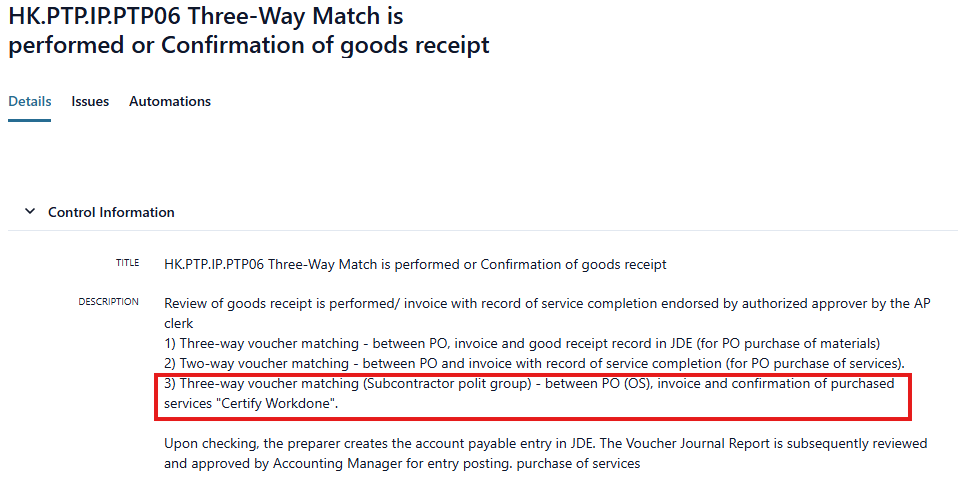 HK.PTP.IP.PTP06 Three-Way Match is
performed or Confirmation of goods receipt
Details Issues Automations
Control Information
TITLE HK.PTP.IP.PTP06 Three-Way Match is performed or Confirmation of goods receipt
DESCRIPTION Review of goods receipt is performed/ invoice with record of service completion endorsed by authorized approver by the AP
clerk
1) Three-way voucher matching - between PO, invoice and good receipt record in JDE (for PO purchase of materials)
2) Two-way voucher matching - between PO and invoice with record of service completion (for PO purchase of services).
3) Three-way voucher matching (Subcontractor polit group) - between PO (OS), invoice and confirmation of purchased
services "Certify Workdone".
Upon checking, the preparer creates the account payable entry in JDE. The Voucher Journal Report is subsequently reviewed
and approved by Accounting Manager for entry posting. purchase of services